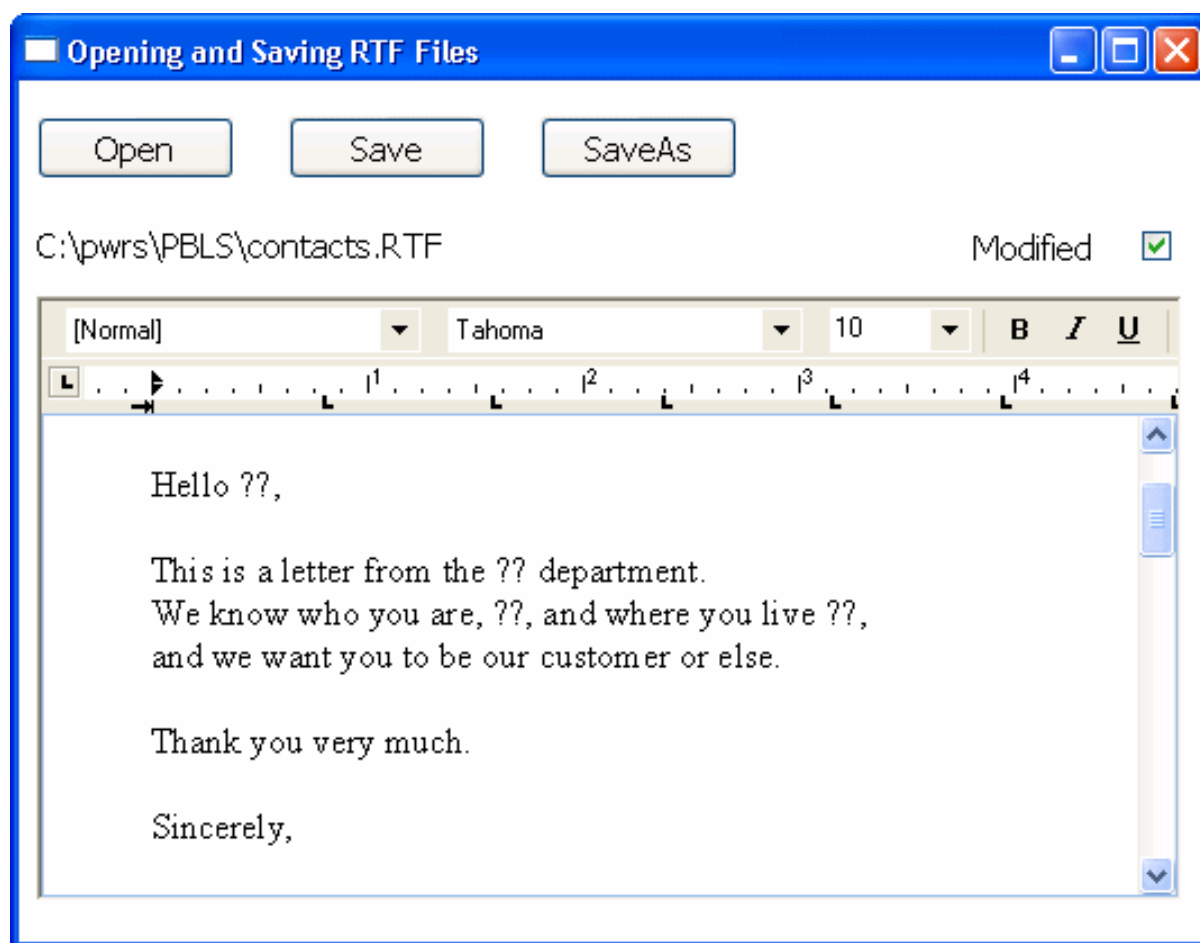 Opening and Saving RTF Files
Open Save SaveAs
C:\pwrs\PBLS\contacts.RTF Modified
[Normal] Tahoma 10 B I U
L 1 2 3 4
Hello ??,
This is a letter from the ?? department.
We know who you are, ??, and where you live ??,
and we want you to be our customer or else.
Thank you very much.
Sincerely,